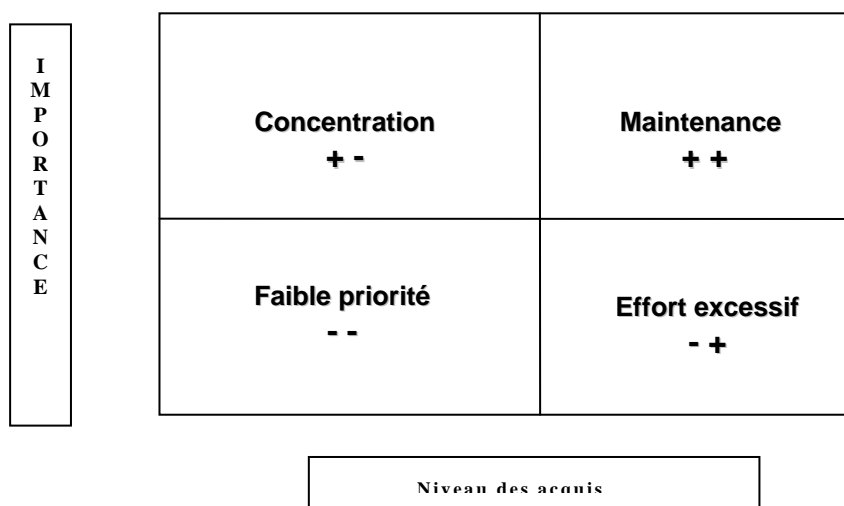 IMPORTANCE
Concentration
+ -
Maintenance
+ +
Faible priorité
- -
Effort excessif
- +
Niveau des acquis